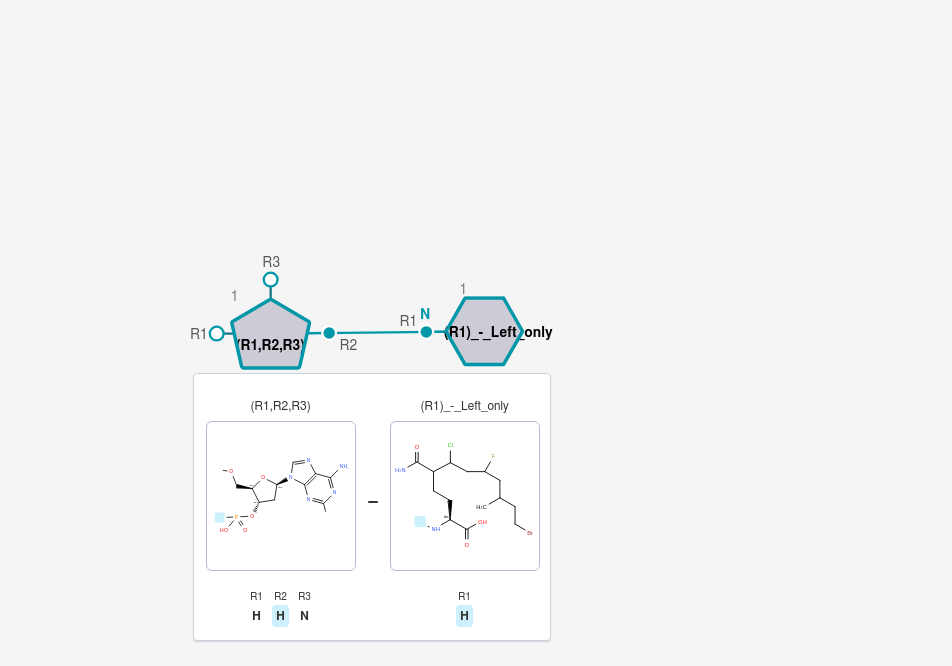 R3
1
R1
(R1,R2,R3)
R2
R1
N
1
(R1)_-_Left_only
(R1,R2,R3)
(R1)_-_Left_only
O
O
N
N
N
N
NH₂
P
O
HO
O
O
H₂N
Cl
F
H₃C
Br
NH
OH
O
R1 R2 R3
H H N
R1
H